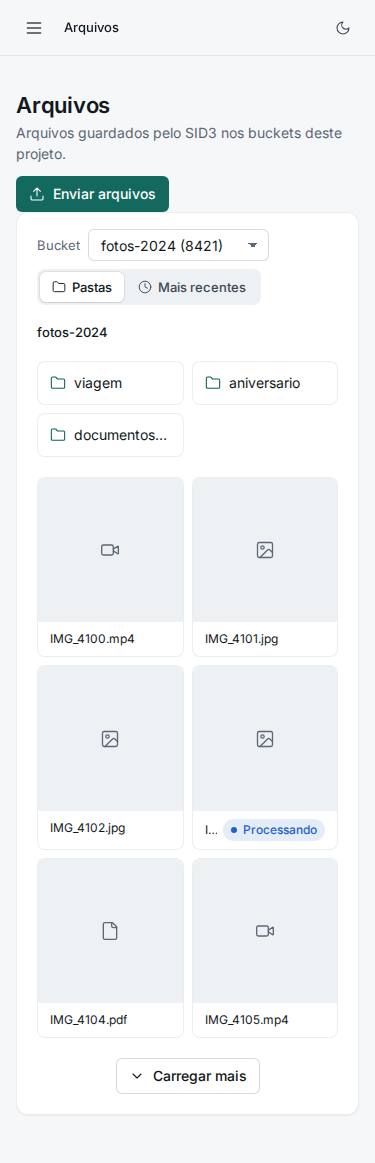 Arquivos
Arquivos
Arquivos guardados pelo SID3 nos buckets deste
projeto.
Enviar arquivos
Bucket fotos-2024 (8421)
Pastas Mais recentes
fotos-2024
viagem aniversario
documentos...
IMG_4100.mp4 IMG_4101.jpg
IMG_4102.jpg I... Processando
IMG_4104.pdf IMG_4105.mp4
Carregar mais